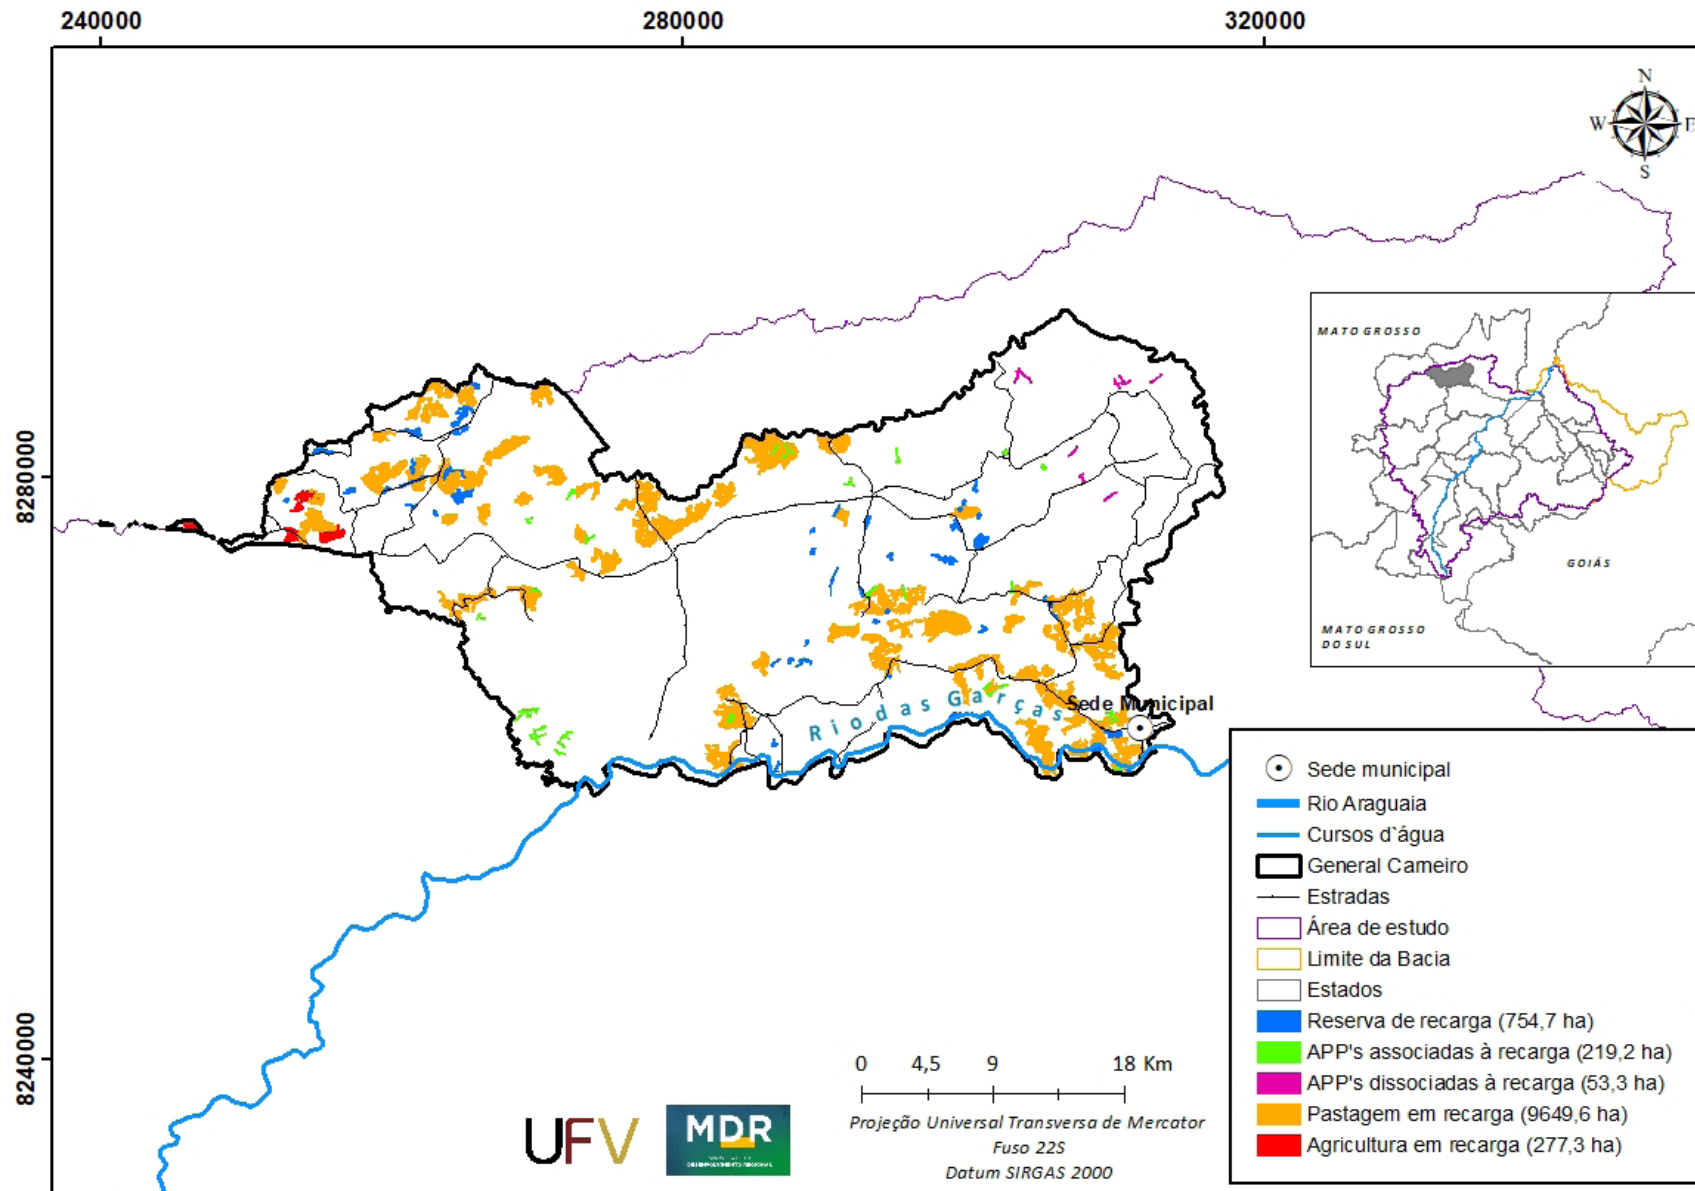 240000 280000 320000
N
W E
S
8280000
8240000
MATO GROSSO
GOIÁS
MATO GROSSO
DO SUL
Sede Municipal
Rio das Garças
Sede municipal
Rio Araguaia
Cursos d`água
General Carneiro
Estradas
Área de estudo
Limite da Bacia
Estados
Reserva de recarga (754,7 ha)
APP's associadas à recarga (219,2 ha)
APP's dissociadas à recarga (53,3 ha)
Pastagem em recarga (9649,6 ha)
Agricultura em recarga (277,3 ha)
0 4,5 9 18 Km
Projeção Universal Transversa de Mercator
Fuso 22S
Datum SIRGAS 2000
UFV
MDR
DESENVOLVIMENTO REGIONAL